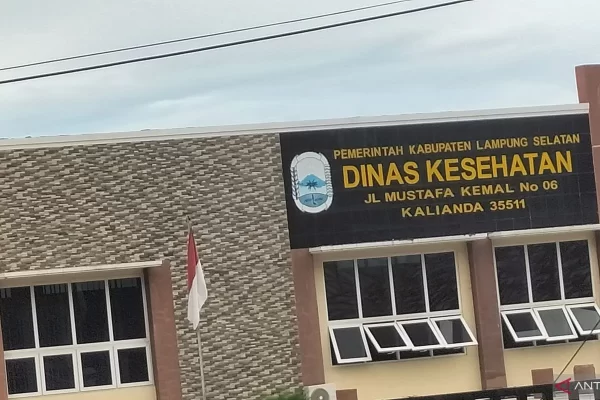 PEMERINTAH KABUPATEN LAMPUNG SELATAN
DINAS KESEHATAN
JL MUSTAFA KEMAL No 06
KALIANDA 35511